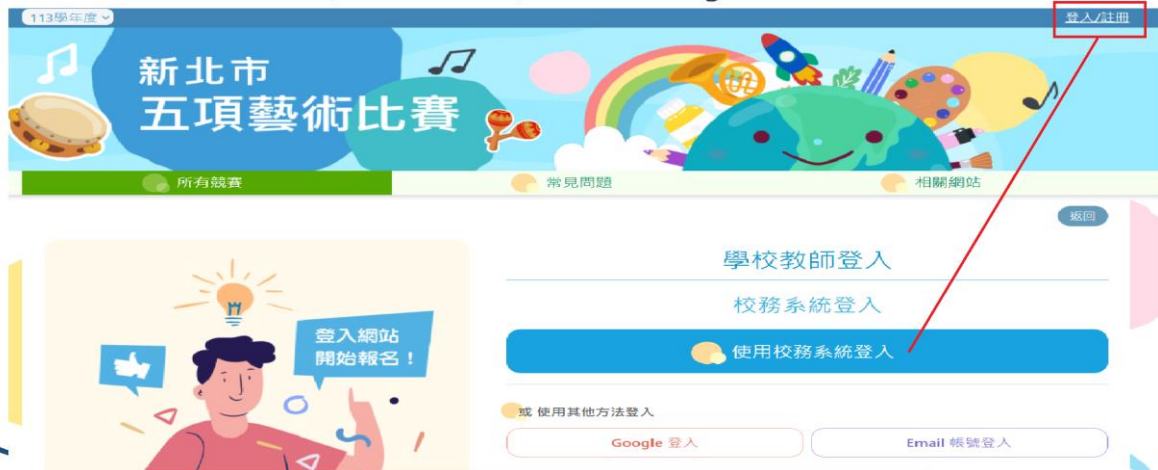 113學年度
登入/註冊
新北市
五項藝術比賽
所有競賽
常見問題
相關網站
返回
學校教師登入
校務系統登入
登入網站
開始報名！
使用校務系統登入
或 使用其他方法登入
Google 登入
Email 帳號登入